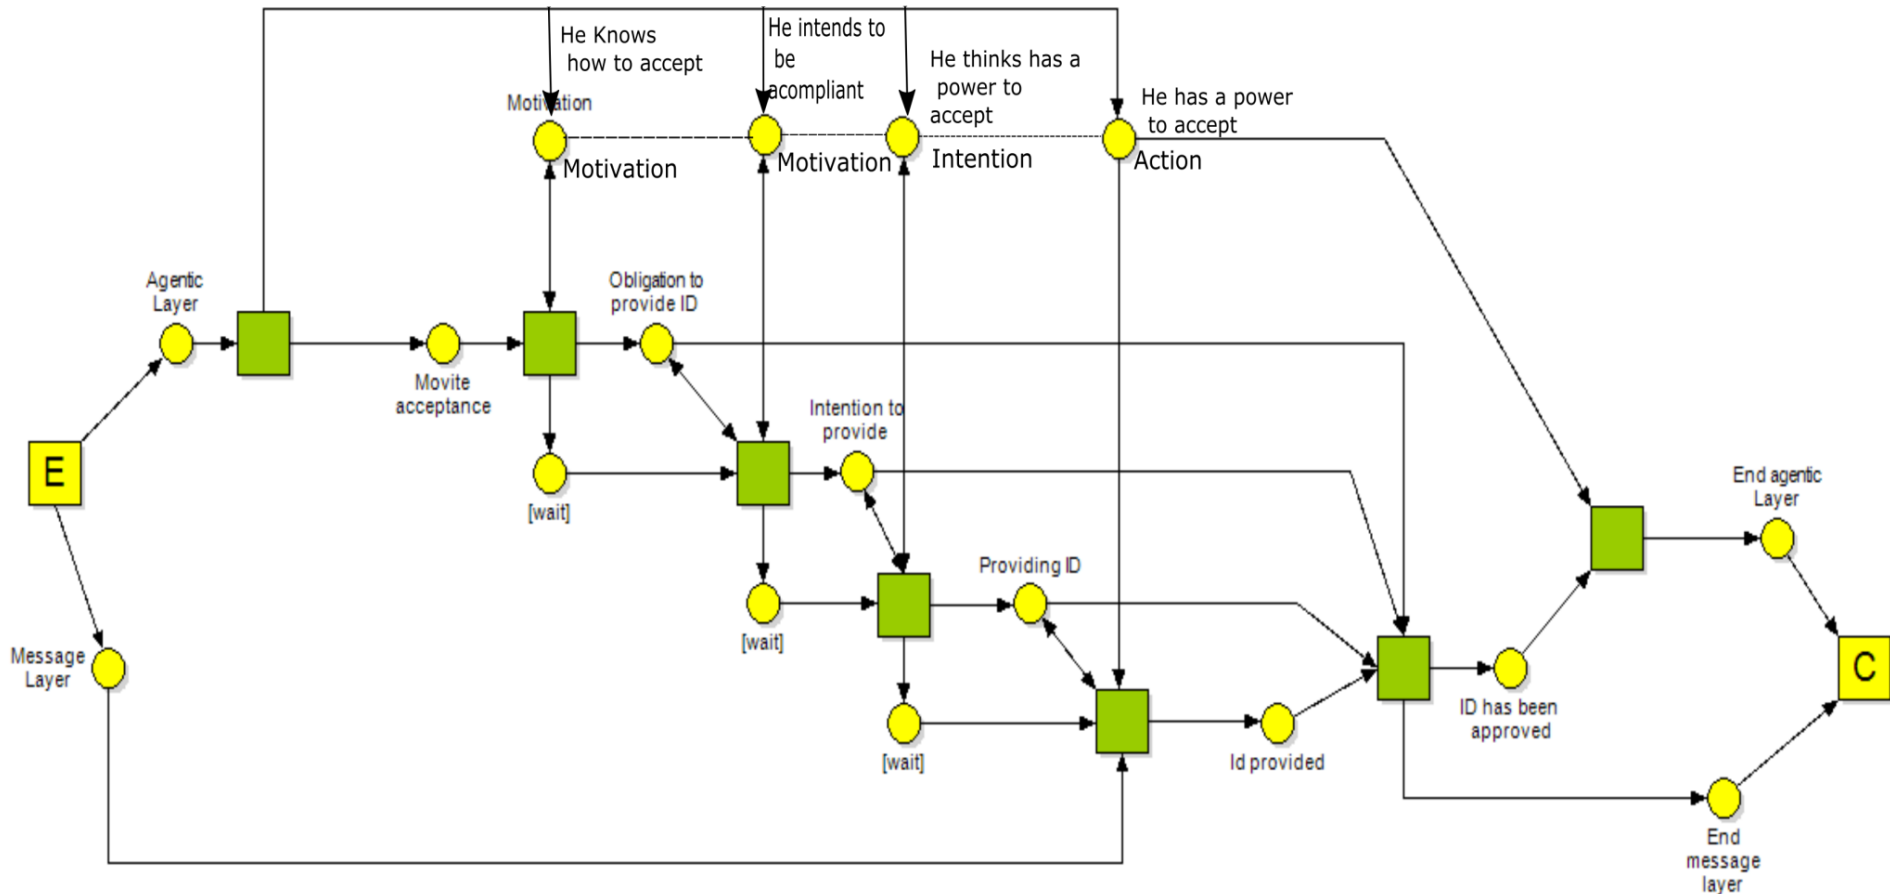 He Knows
how to accept
He intends to
be
acompliant
He thinks has a
power to
accept
He has a power
to accept
Motivation
Motivation
Motivation
Intention
Action
Agentic
Layer
Obligation to
provide ID
Movite
acceptance
Intention to
provide
E
[wait]
End agentic
Layer
Providing ID
[wait]
Message
Layer
C
ID has been
approved
[wait]
Id provided
End
message
layer